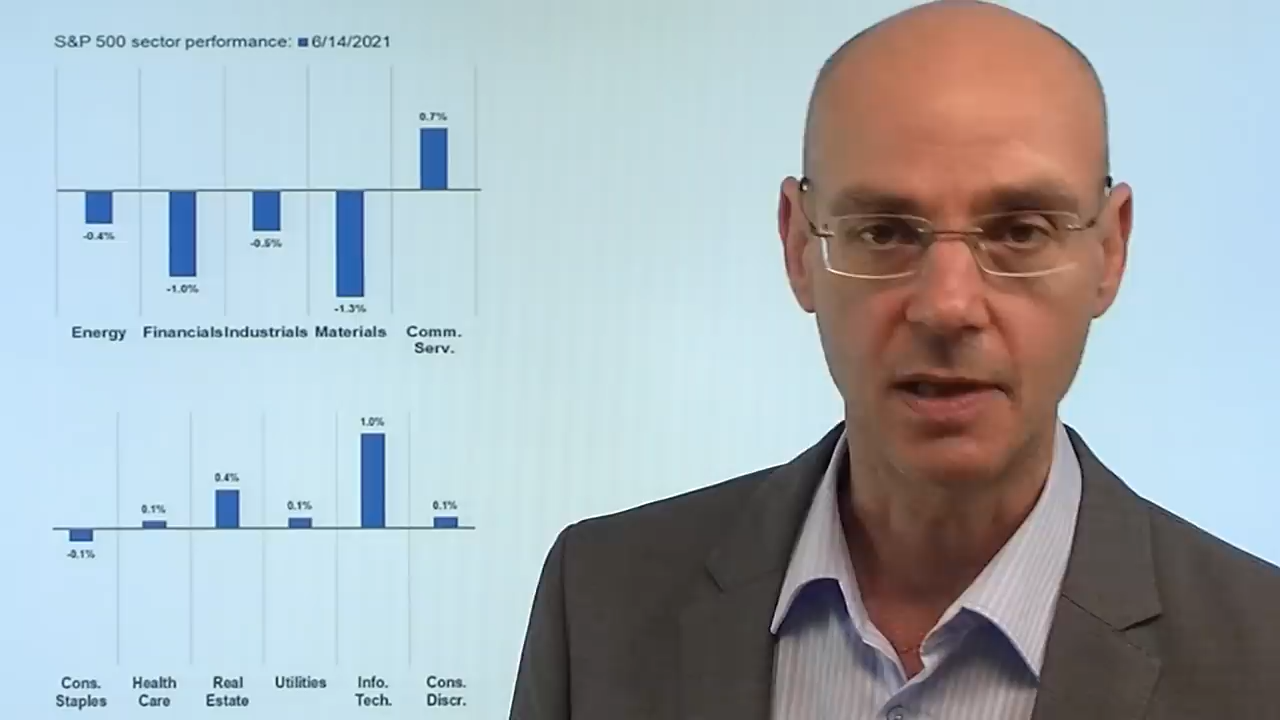 S&P 500 sector performance: 6/14/2021
0.7%
-0.4%
-0.5%
-1.0%
-1.3%
Energy Financials Industrials Materials Comm.
Serv.
1.0%
0.4%
0.1% 0.1% 0.1%
-0.1%
Cons. Health Real Utilities Info. Cons.
Staples Care Estate Tech. Discr.